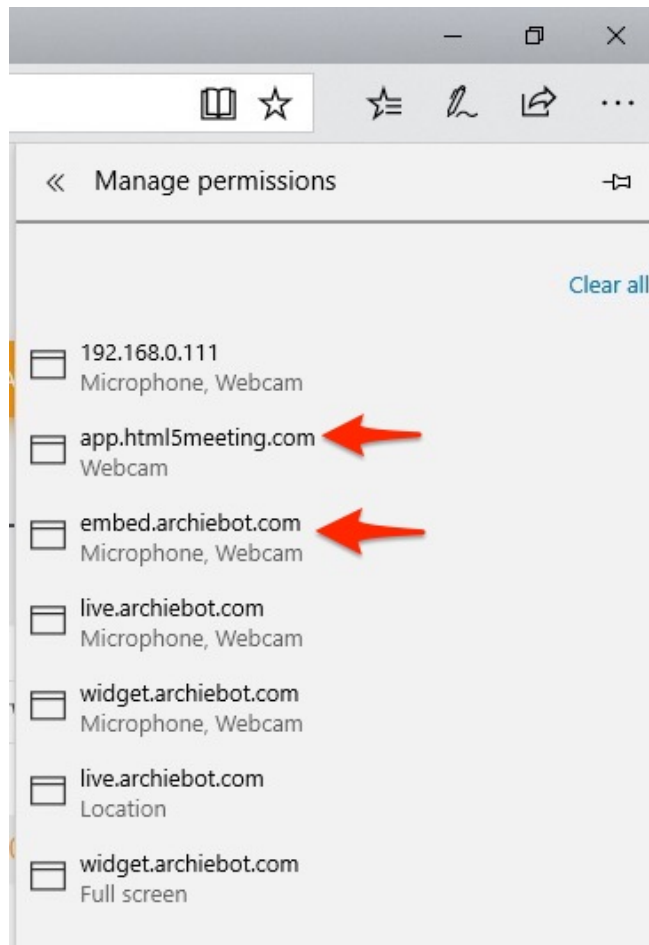 Manage permissions
Clear all
192.168.0.111
Microphone, Webcam
app.html5meeting.com
Webcam
embed.archiebot.com
Microphone, Webcam
live.archiebot.com
Microphone, Webcam
widget.archiebot.com
Microphone, Webcam
live.archiebot.com
Location
widget.archiebot.com
Full screen